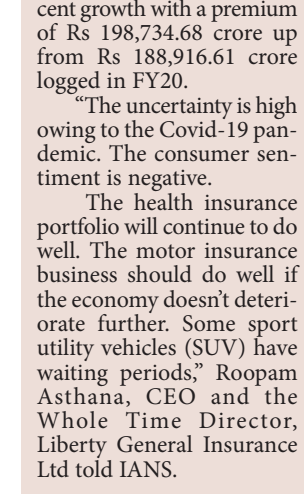 cent growth with a premium
of Rs 198,734.68 crore up
from Rs 188,916.61 crore
logged in FY20.
“The uncertainty is high
owing to the Covid-19 pan-
demic. The consumer sen-
timent is negative.
The health insurance
portfolio will continue to do
well. The motor insurance
business should do well if
the economy doesn’t deteri-
orate further. Some sport
utility vehicles (SUV) have
waiting periods,” Roopam
Asthana, CEO and the
Whole Time Director,
Liberty General Insurance
Ltd told IANS.